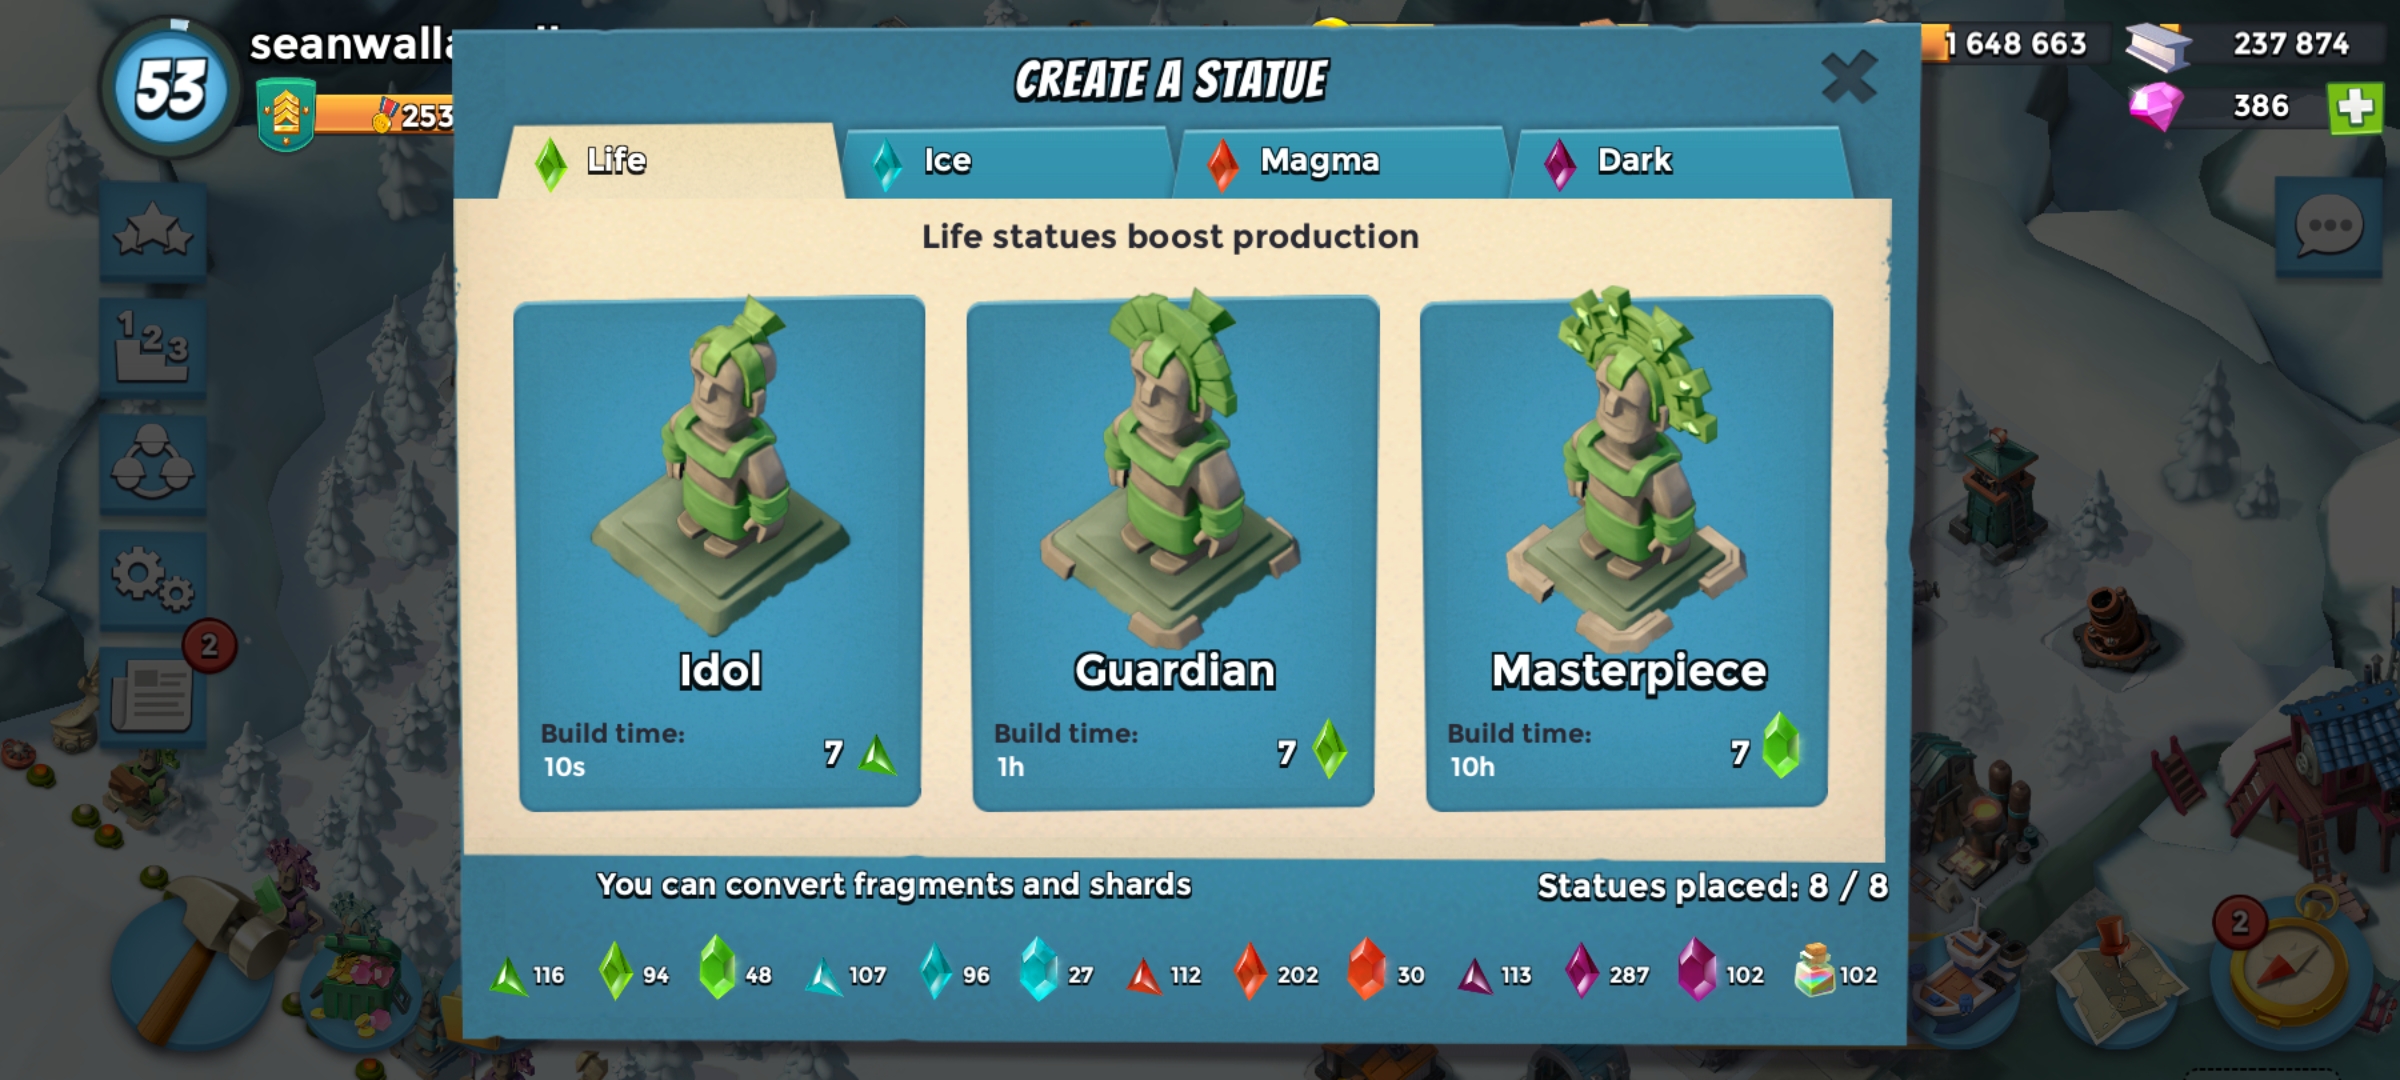 53
253
1 648 663
237 874
386
CREATE A STATUE
Life
Ice
Magma
Dark
Life statues boost production
1 2 3
2
Idol
Build time:
10s
7
Guardian
Build time:
1h
7
Masterpiece
Build time:
10h
7
You can convert fragments and shards
Statues placed: 8 / 8
116 94 48 107 96 27 112 202 30 113 287 102 102
2